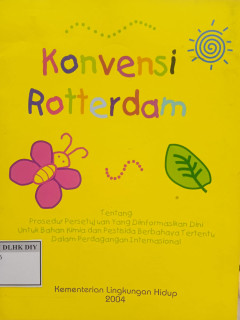 Konvensi
Rotterdam
Tentang
Prosedur Persetujuan Yang Diinformasikan Dini
Untuk Bahan Kimia dan Pestisida Berbahaya Tertentu
Dalam Perdagangan Internasional
DLHK DIY
Kementerian Lingkungan Hidup
2004